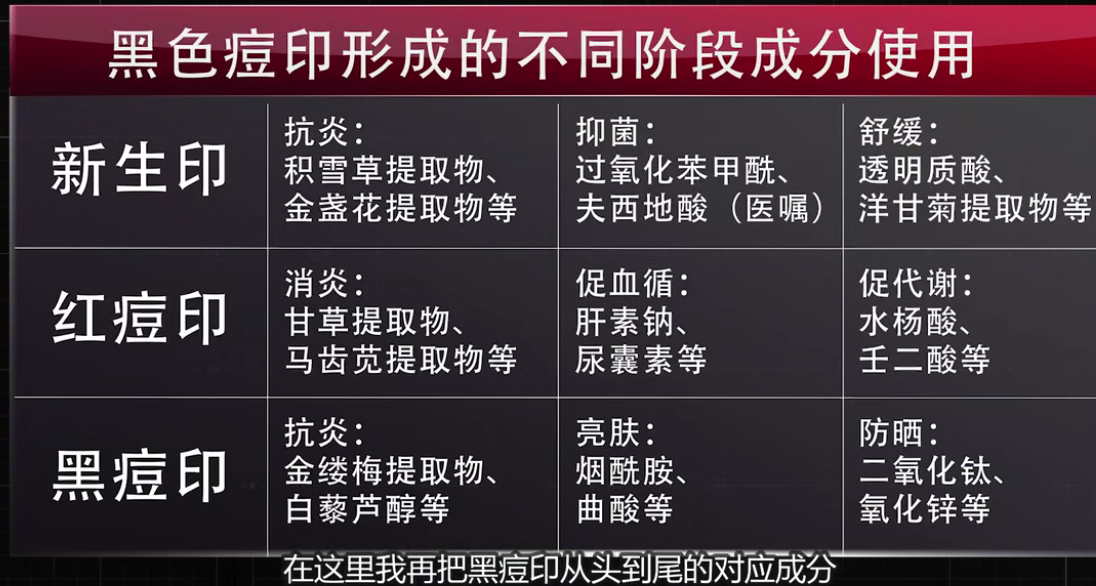 黑色痘印形成的不同阶段成分使用
新生印
抗炎：
积雪草提取物、
金盏花提取物等
抑菌：
过氧化苯甲酰、
夫西地酸（医嘱）
舒缓：
透明质酸、
洋甘菊提取物等
红痘印
消炎：
甘草提取物、
马齿苋提取物等
促血循：
肝素钠、
尿囊素等
促代谢：
水杨酸、
壬二酸等
黑痘印
抗炎：
金缕梅提取物、
白藜芦醇等
亮肤：
烟酰胺、
曲酸等
防晒：
二氧化钛、
氧化锌等
在这里我再把黑痘印从头到尾的对应成分